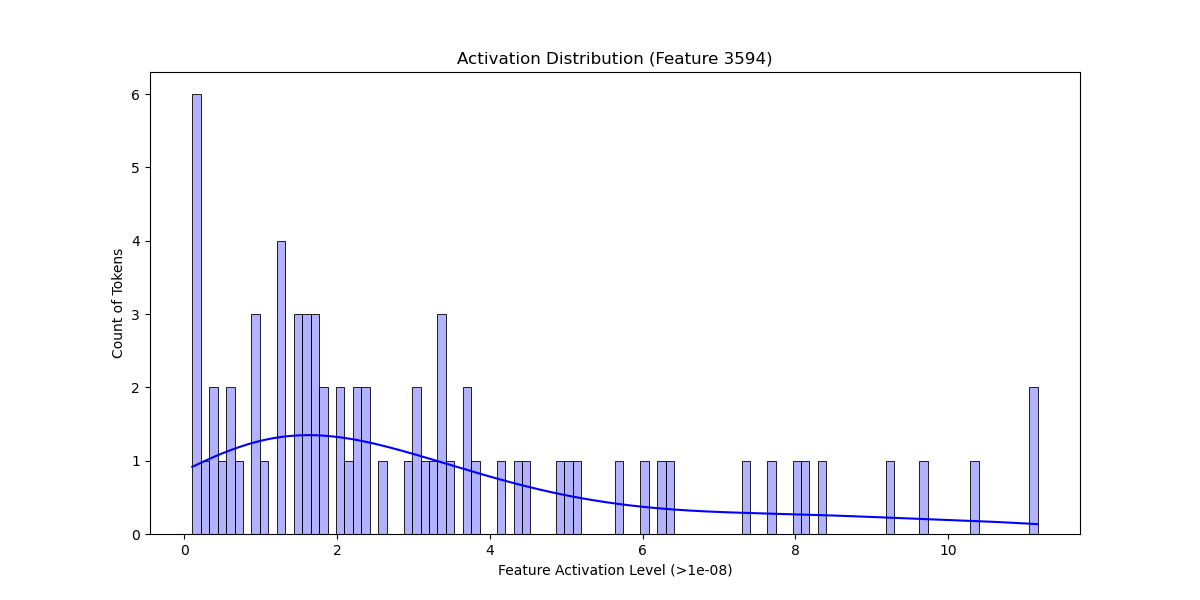 Activation Distribution (Feature 3594)
6
5
4
3
2
1
0
Count of Tokens
0 2 4 6 8 10
Feature Activation Level (>1e-08)